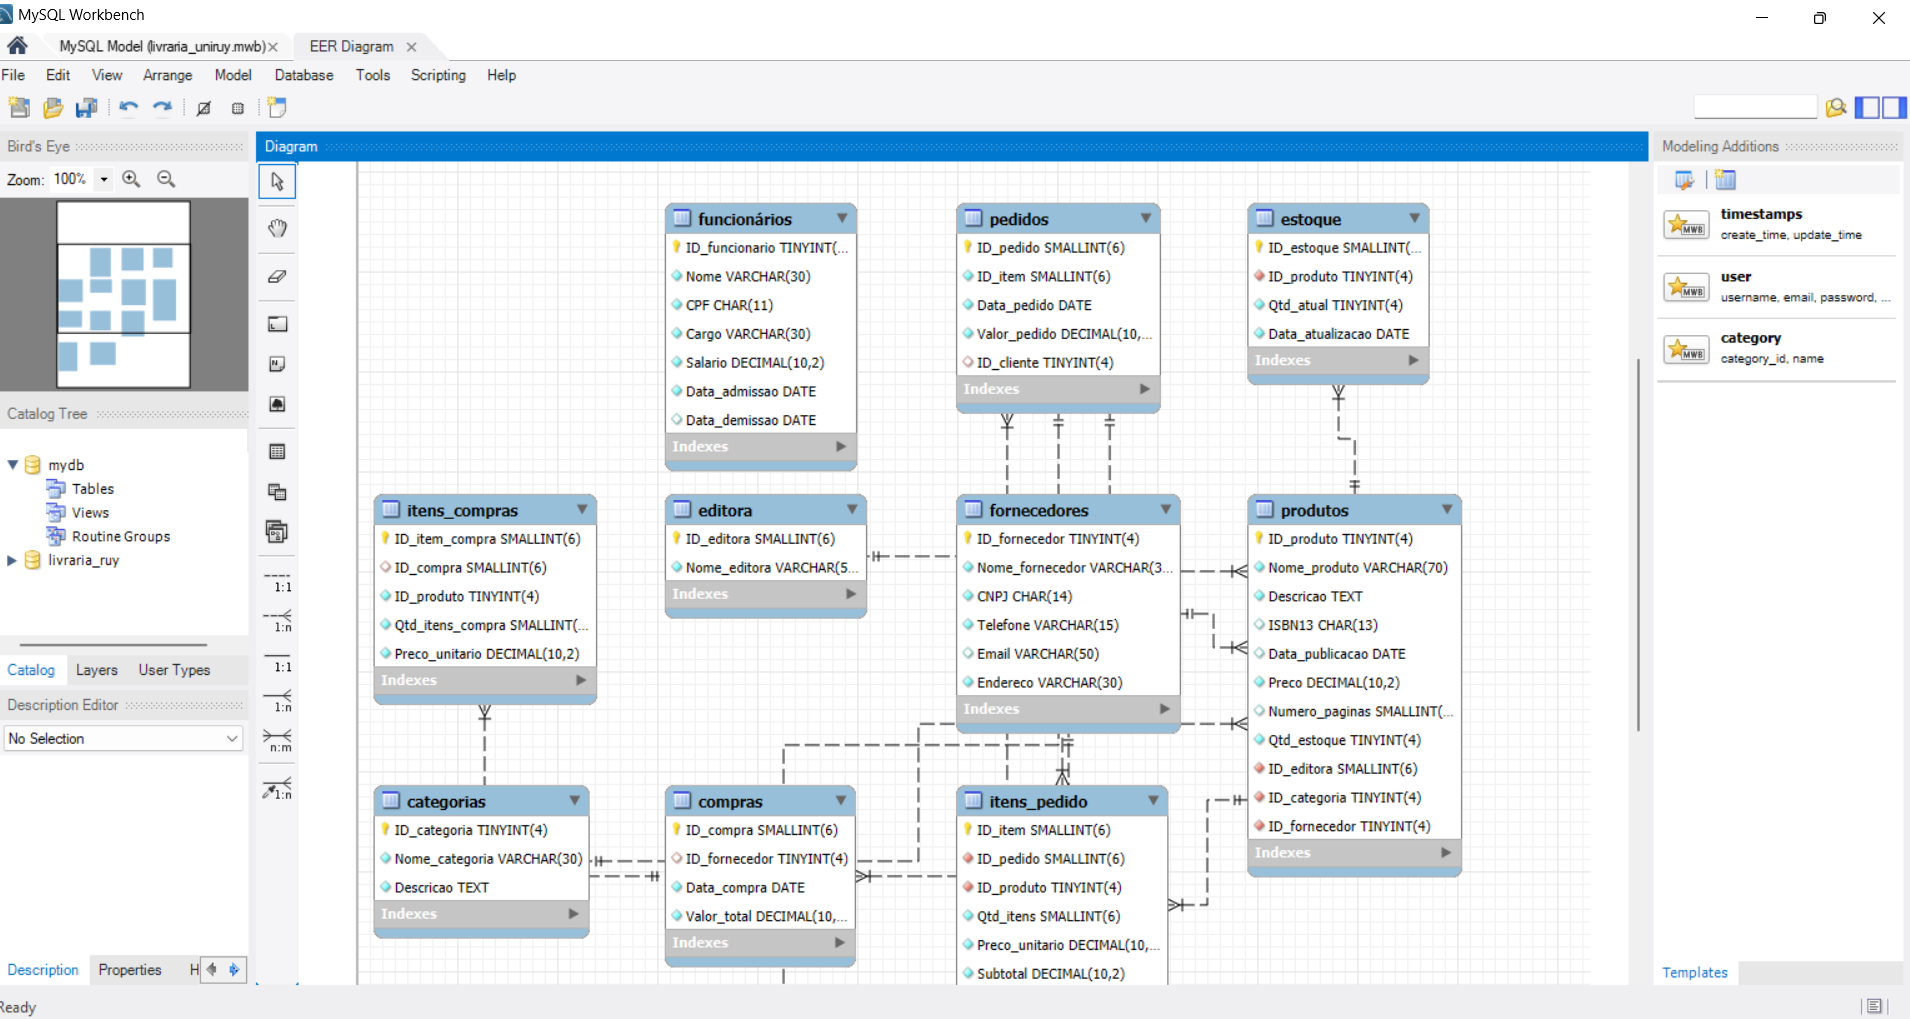 MySQL Workbench
MySQL Model (livraria_uniruy.mwb)
EER Diagram
File Edit View Arrange Model Database Tools Scripting Help
Bird's Eye
Zoom: 100%
Catalog Tree
mydb
Tables
Views
Routine Groups
livraria_ruy
Catalog Layers User Types
Description Editor
No Selection
Description Properties H
Ready
1:1
1:n
1:1
1:n
n:m
1:n
Diagram
funcionários
ID_funcionario TINYINT(...
Nome VARCHAR(30)
CPF CHAR(11)
Cargo VARCHAR(30)
Salario DECIMAL(10,2)
Data_admissao DATE
Data_demissao DATE
Indexes
pedidos
ID_pedido SMALLINT(6)
ID_item SMALLINT(6)
Data_pedido DATE
Valor_pedido DECIMAL(10,...
ID_cliente TINYINT(4)
Indexes
estoque
ID_estoque SMALLINT(...
ID_produto TINYINT(4)
Qtd_atual TINYINT(4)
Data_atualizacao DATE
Indexes
itens_compras
ID_item_compra SMALLINT(6)
ID_compra SMALLINT(6)
ID_produto TINYINT(4)
Qtd_itens_compra SMALLINT(...
Preco_unitario DECIMAL(10,2)
Indexes
editora
ID_editora SMALLINT(6)
Nome_editora VARCHAR(5...
Indexes
fornecedores
ID_fornecedor TINYINT(4)
Nome_fornecedor VARCHAR(3...
CNPJ CHAR(14)
Telefone VARCHAR(15)
Email VARCHAR(50)
Endereco VARCHAR(30)
Indexes
produtos
ID_produto TINYINT(4)
Nome_produto VARCHAR(70)
Descricao TEXT
ISBN13 CHAR(13)
Data_publicacao DATE
Preco DECIMAL(10,2)
Numero_paginas SMALLINT(...
Qtd_estoque TINYINT(4)
ID_editora SMALLINT(6)
ID_categoria TINYINT(4)
ID_fornecedor TINYINT(4)
Indexes
categorias
ID_categoria TINYINT(4)
Nome_categoria VARCHAR(30)
Descricao TEXT
Indexes
compras
ID_compra SMALLINT(6)
ID_fornecedor TINYINT(4)
Data_compra DATE
Valor_total DECIMAL(10,...
Indexes
itens_pedido
ID_item SMALLINT(6)
ID_pedido SMALLINT(6)
ID_produto TINYINT(4)
Qtd_itens SMALLINT(6)
Preco_unitario DECIMAL(10,...
Subtotal DECIMAL(10,2)
Modeling Additions
MWB
timestamps
create_time, update_time
MWB
user
username, email, password, ...
MWB
category
category_id, name
Templates